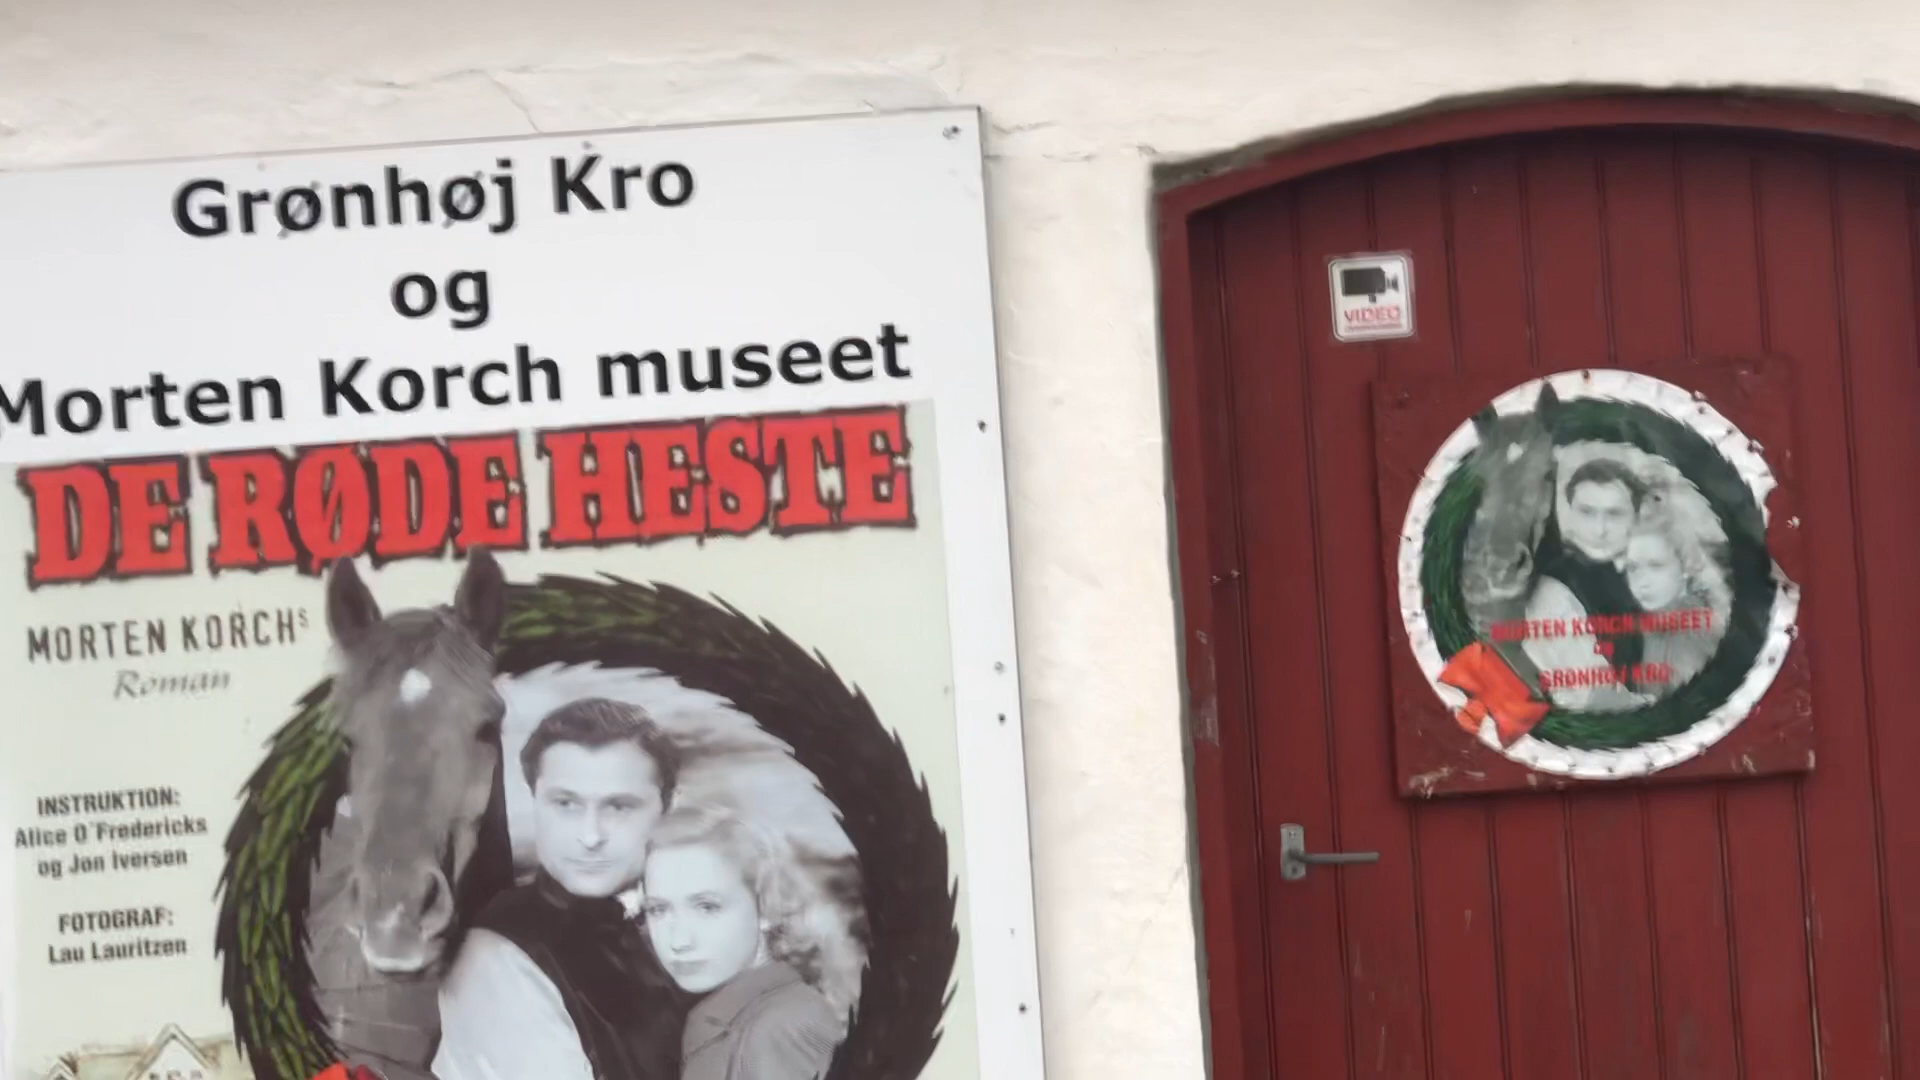 Grønhøj Kro
og
Morten Korch museet
DE RØDE HESTE
MORTEN KORCHs
Roman
INSTRUKTION:
Alice O´Fredericks
og Jon Iversen
FOTOGRAF:
Lau Lauritzen
VIDEO
MORTEN KORCH MUSEET
OG
GRØNHØJ KRO